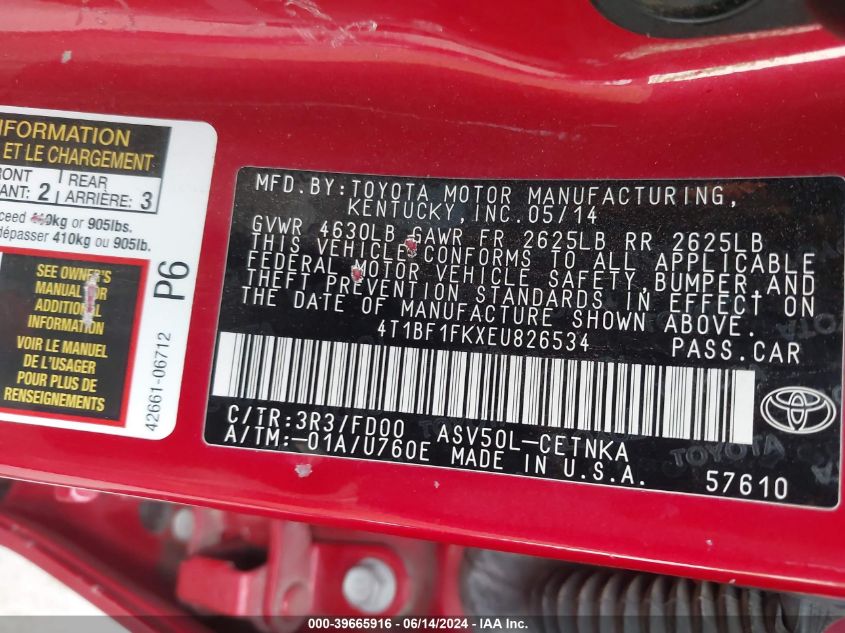 NFORMATION
ET LE CHARGEMENT
RONT
ANT: 2
REAR
ARRIÈRE: 3
ceed 410kg or 905lbs.
dépasser 410kg ou 905lb.
SEE OWNER'S
MANUAL FOR
ADDITIONAL
INFORMATION
VOIR LE MANUEL
DE L'USAGER
POUR PLUS DE
RENSEIGNEMENTS
P6
42661-06712
MFD.BY:TOYOTA MOTOR MANUFACTURING,
KENTUCKY,INC.05/14
GVWR 4630LB GAWR FR 2625LB RR 2625LB
THIS VEHICLE CONFORMS TO ALL APPLICABLE
FEDERAL MOTOR VEHICLE SAFETY,BUMPER,AND
THEFT PREVENTION STANDARDS IN EFFECT ON
THE DATE OF MANUFACTURE SHOWN ABOVE.
4T1BF1FKXEU826534
PASS.CAR
C/TR:3R3/FD00 ASV50L-CETNKA
A/TM:-01A/U760E MADE IN U.S.A.
57610
TOYOTA
000-39665916 - 06/14/2024 - IAA Inc.